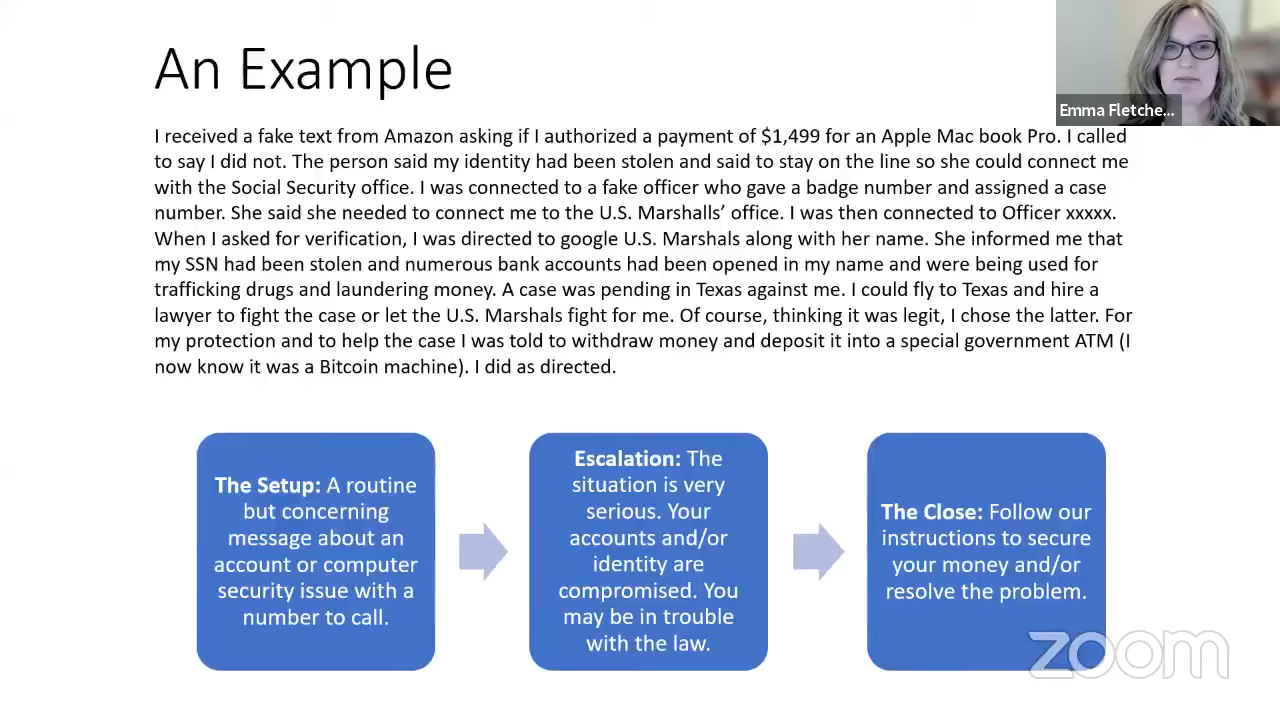 An Example
Emma Fletche...
I received a fake text from Amazon asking if I authorized a payment of $1,499 for an Apple Mac book Pro. I called
to say I did not. The person said my identity had been stolen and said to stay on the line so she could connect me
with the Social Security office. I was connected to a fake officer who gave a badge number and assigned a case
number. She said she needed to connect me to the U.S. Marshalls’ office. I was then connected to Officer xxxxx.
When I asked for verification, I was directed to google U.S. Marshals along with her name. She informed me that
my SSN had been stolen and numerous bank accounts had been opened in my name and were being used for
trafficking drugs and laundering money. A case was pending in Texas against me. I could fly to Texas and hire a
lawyer to fight the case or let the U.S. Marshals fight for me. Of course, thinking it was legit, I chose the latter. For
my protection and to help the case I was told to withdraw money and deposit it into a special government ATM (I
now know it was a Bitcoin machine). I did as directed.
The Setup: A routine
but concerning
message about an
account or computer
security issue with a
number to call.
Escalation: The
situation is very
serious. Your
accounts and/or
identity are
compromised. You
may be in trouble
with the law.
The Close: Follow our
instructions to secure
your money and/or
resolve the problem.
zoom